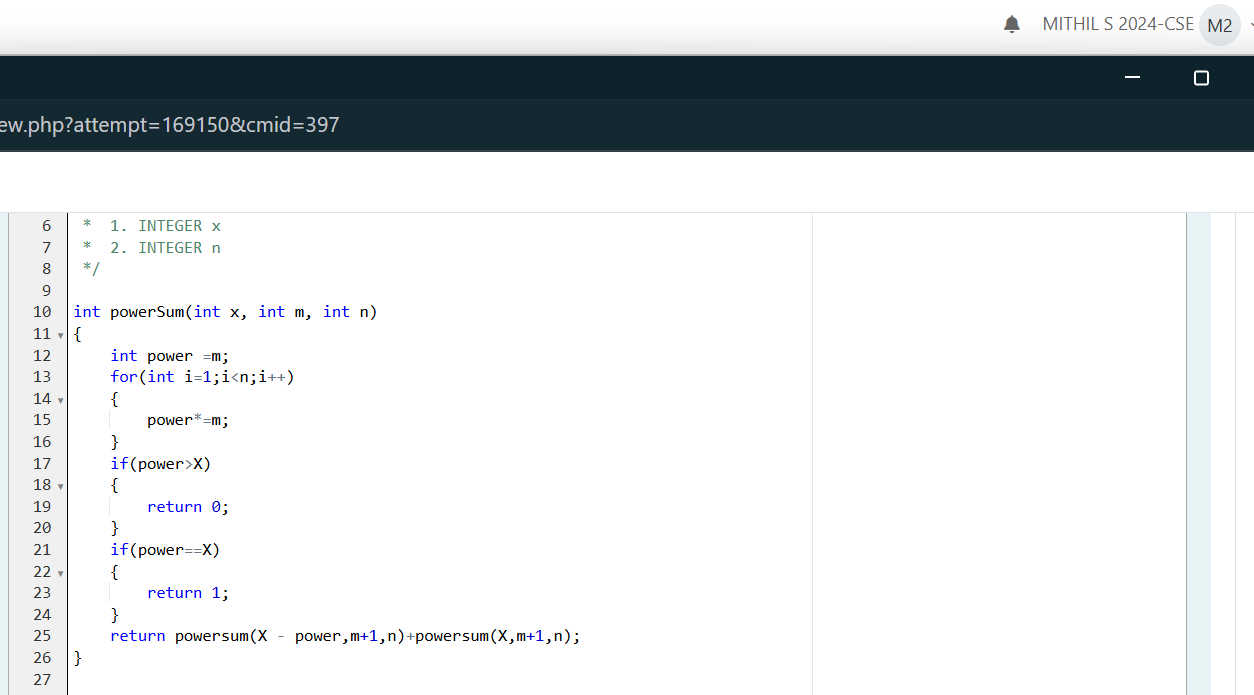 MITHIL S 2024-CSE M2
ew.php?attempt=169150&cmid=397
6 * 1. INTEGER x
7 * 2. INTEGER n
8 */
9
10 int powerSum(int x, int m, int n)
11 {
12 int power =m;
13 for(int i=1;i<n;i++)
14 {
15 power*=m;
16 }
17 if(power>X)
18 {
19 return 0;
20 }
21 if(power==X)
22 {
23 return 1;
24 }
25 return powersum(X - power,m+1,n)+powersum(X,m+1,n);
26 }
27